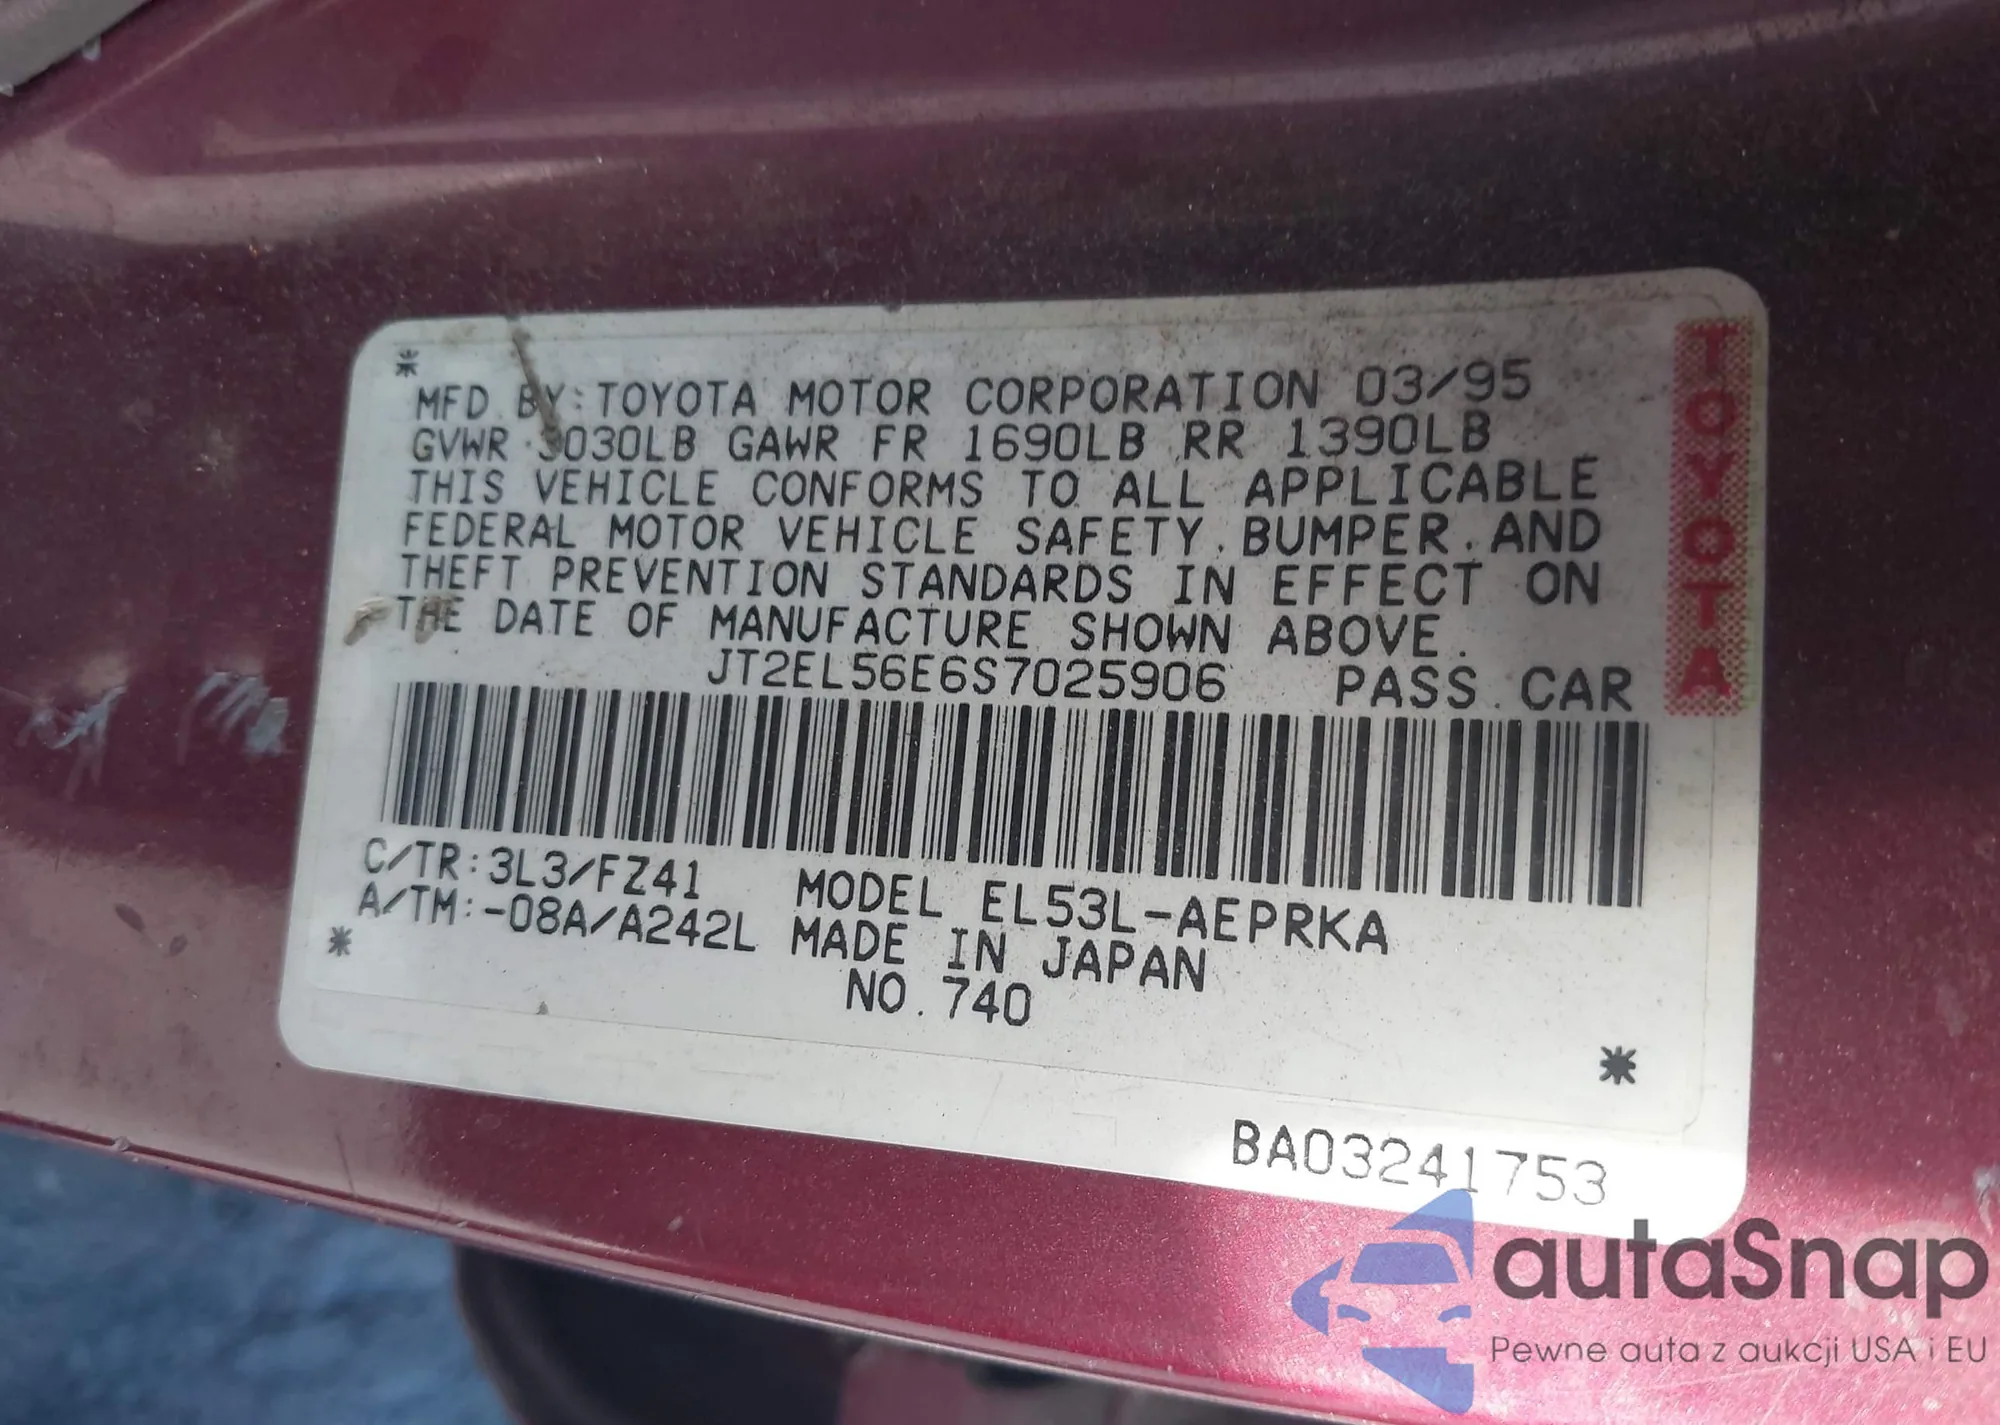 *
MFD. BY: TOYOTA MOTOR CORPORATION 03/95
GVWR 3030LB GAWR FR 1690LB RR 1390LB
THIS VEHICLE CONFORMS TO ALL APPLICABLE
FEDERAL MOTOR VEHICLE SAFETY, BUMPER, AND
THEFT PREVENTION STANDARDS IN EFFECT ON
THE DATE OF MANUFACTURE SHOWN ABOVE.
JT2EL56E6S7025906 PASS. CAR
TOYOTA
C/TR: 3L3/FZ41 MODEL EL53L-AEPRKA
A/TM: -08A/A242L MADE IN JAPAN
*
NO. 740
*
BA03241753
autaSnap
Pewne auta z aukcji USA i EU